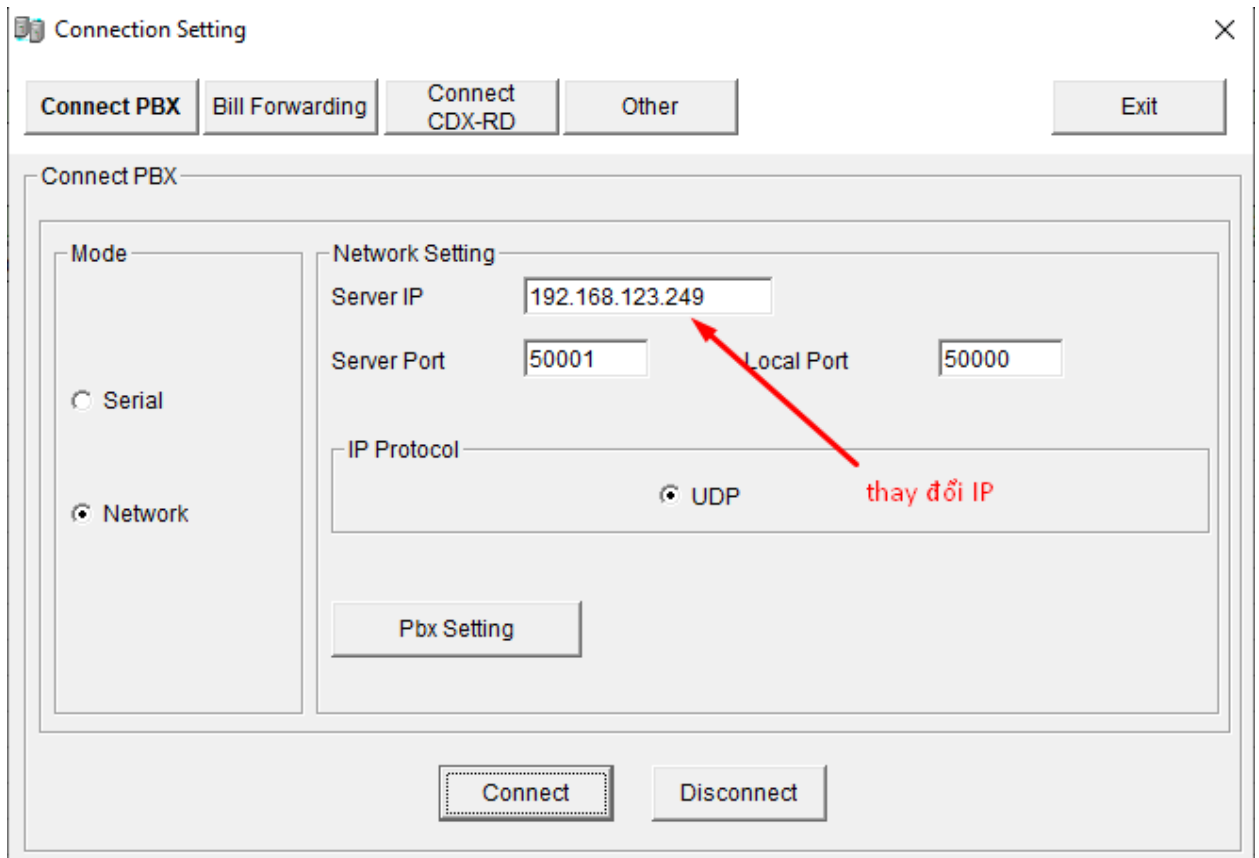 Connection Setting
Connect PBX
Bill Forwarding
Connect
CDX-RD
Other
Exit
Connect PBX
Mode
Serial
Network
Network Setting
Server IP
192.168.123.249
Server Port
50001
Local Port
50000
IP Protocol
UDP
thay đổi IP
Pbx Setting
Connect
Disconnect